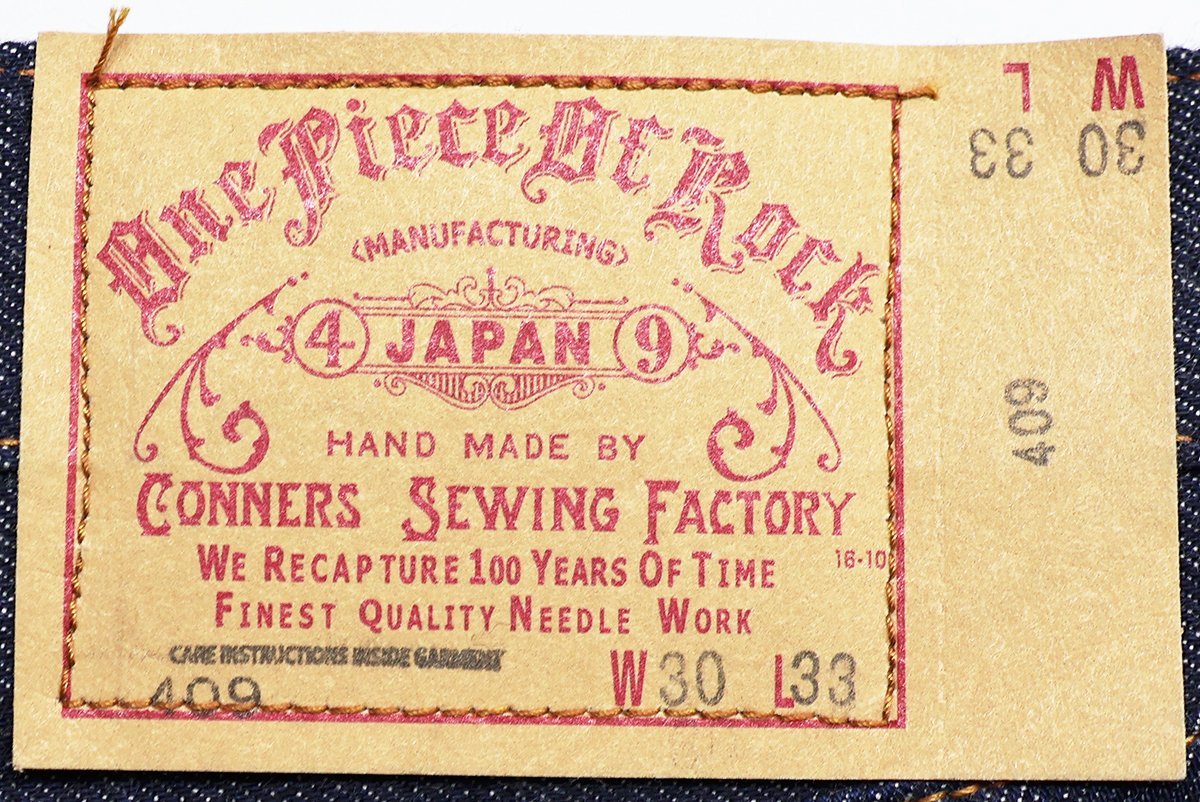 One Piece Of Rock
<MANUFACTURING>
4 JAPAN 9
HAND MADE BY
CONNERS SEWING FACTORY
WE RECAPTURE 100 YEARS OF TIME
16-10
FINEST QUALITY NEEDLE WORK
CARE INSTRUCTIONS INSIDE GARMENT
409
W30 L33
W L
30 33
409